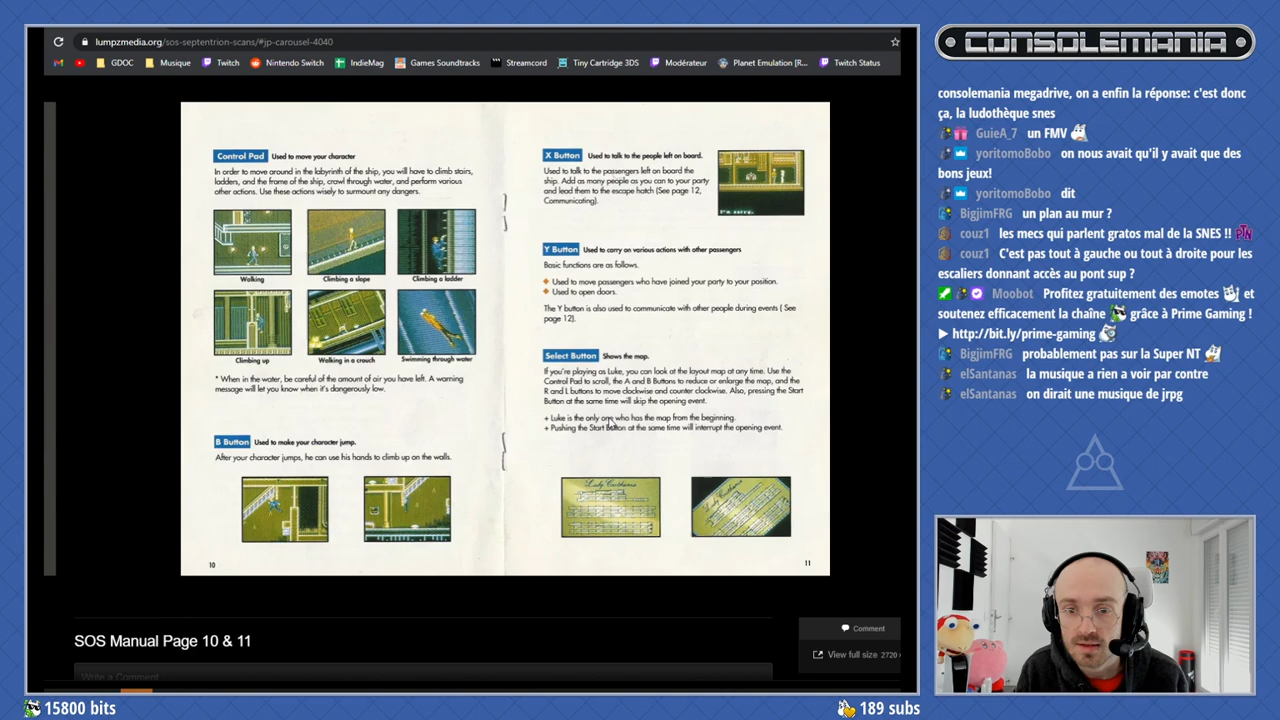 lumpzmedia.org/sos-septentrion-scans/#jp-carousel-4040
GDOC Musique Twitch Nintendo Switch IndieMag Games Soundtracks Streamcord Tiny Cartridge 3DS Modérateur Planet Emulation [R... Twitch Status
Control Pad Used to move your character
In order to move around in the labyrinth of the ship, you will have to climb stairs,
ladders, and the frame of the ship, crawl through water, and perform various
other actions. Use these actions wisely to surmount any dangers.
Walking Climbing a slope Climbing a ladder
Climbing up Walking in a crouch Swimming through water
* When in the water, be careful of the amount of air you have left. A warning
message will let you know when it's dangerously low.
B Button Used to make your character jump.
After your character jumps, he can use his hands to climb up on the walls.
10
X Button Used to talk to the people left on board.
Used to talk to the passengers left on board the
ship. Add as many people as you can to your party
and lead them to the escape hatch (See page 12,
Communicating).
I'm sorry.
Y Button Used to carry on various actions with other passengers
Basic functions are as follows.
Used to move passengers who have joined your party to your position.
Used to open doors.
The Y button is also used to communicate with other people during events ( See
page 12).
Select Button Shows the map.
If you're playing as Luke, you can look at the layout map at any time. Use the
Control Pad to scroll, the A and B Buttons to reduce or enlarge the map, and the
R and L buttons to move clockwise and counter clockwise. Also, pressing the Start
Button at the same time will skip the opening event.
+ Luke is the only one who has the map from the beginning.
+ Pushing the Start Button at the same time will interrupt the opening event.
11
SOS Manual Page 10 & 11
Comment
View full size 2720
Write a Comment
15800 bits
189 subs
CONSOLEMANIA
consolemania megadrive, on a enfin la réponse: c'est donc
ça, la ludothèque snes
GuieA_7 un FMV
yoritomoBobo on nous avait qu'il y avait que des
bons jeux!
yoritomoBobo dit
BigjimFRG un plan au mur ?
couz1 les mecs qui parlent gratos mal de la SNES !!
couz1 C'est pas tout à gauche ou tout à droite pour les
escaliers donnant accès au pont sup ?
Moobot Profitez gratuitement des emotes et
soutenez efficacement la chaîne grâce à Prime Gaming !
► http://bit.ly/prime-gaming
BigjimFRG probablement pas sur la Super NT
elSantanas la musique a rien a voir par contre
elSantanas on dirait une musique de jrpg